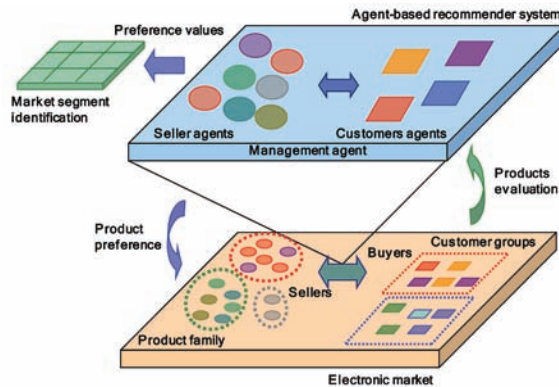 Agent-based recommender system
Preference values
Market segment
identification
Seller agents
Customers agents
Management agent
Products
evaluation
Product
preference
Buyers
Customer groups
Sellers
Product family
Electronic market